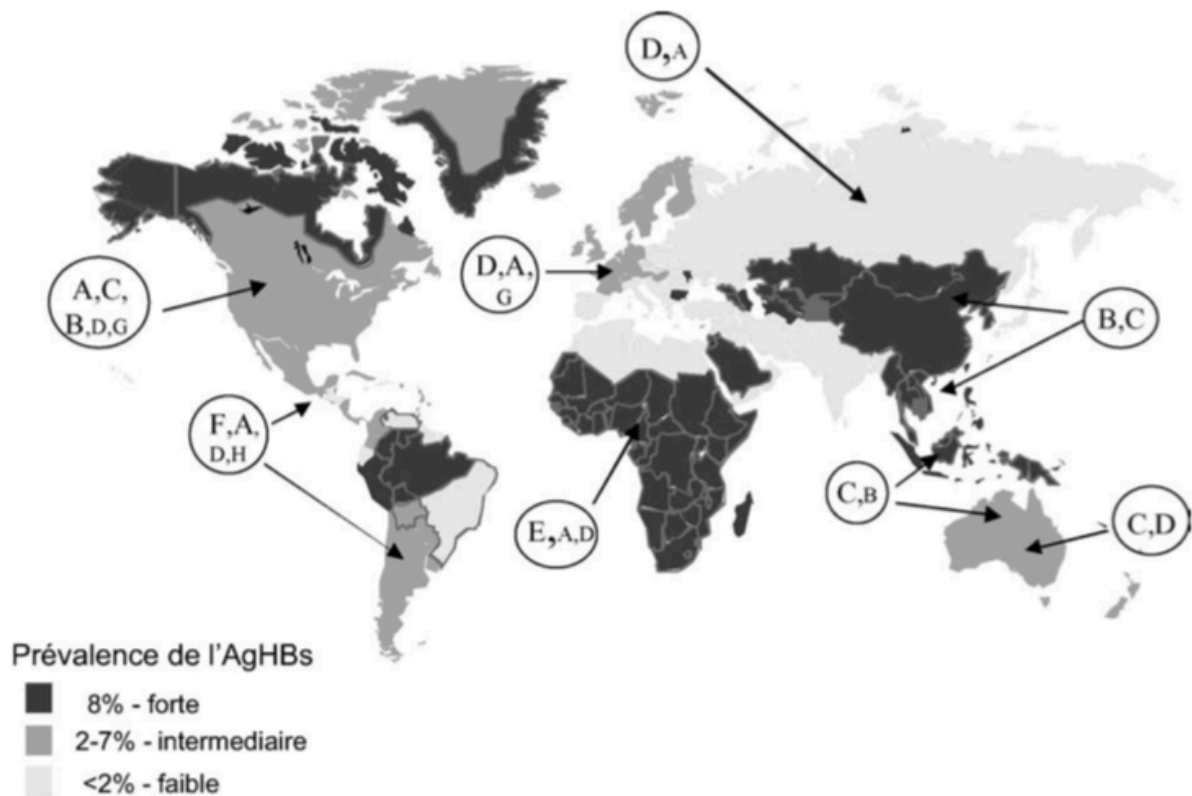 D,A
D,A,
G
A,C,
B,D,G
B,C
F,A,
D,H
E,A,D
C,B
C,D
Prévalence de l'AgHBs
8% - forte
2-7% - intermediaire
<2% - faible